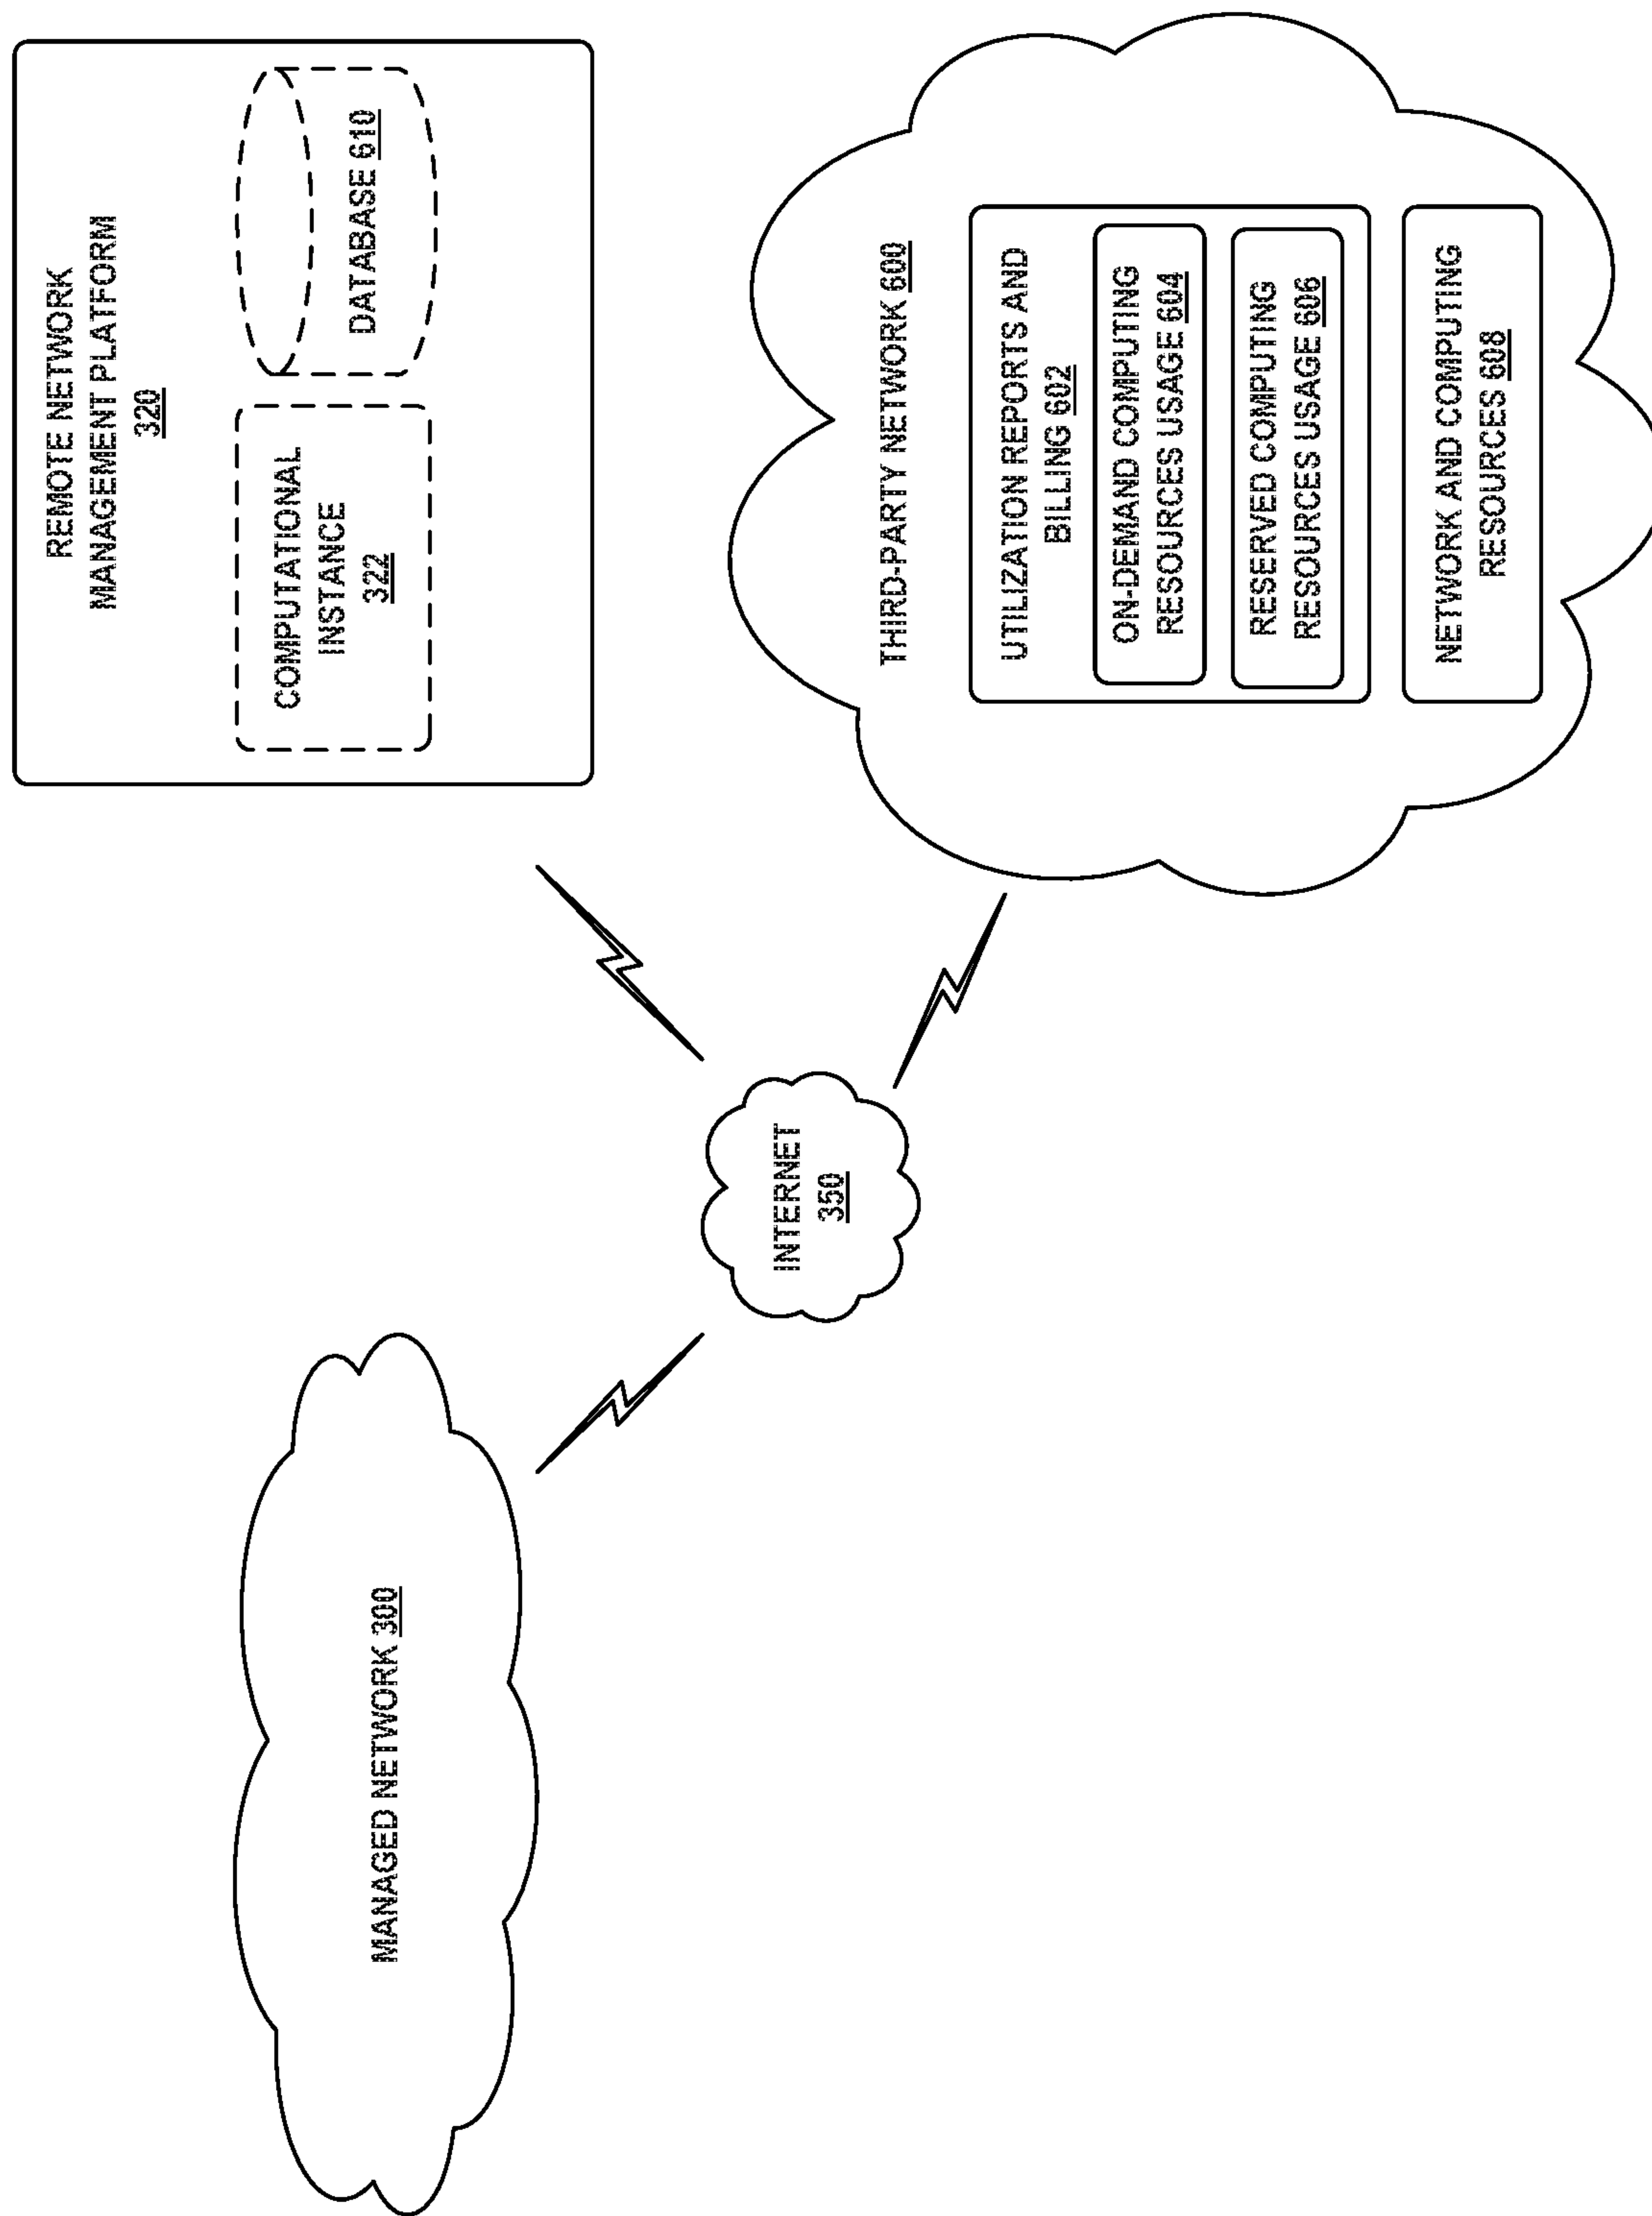 REMOTE NETWORK
MANAGEMENT PLATFORM
320
COMPUTATIONAL
INSTANCE
322
DATABASE 610
MANAGED NETWORK 300
INTERNET
350
THIRD-PARTY NETWORK 600
UTILIZATION REPORTS AND
BILLING 602
ON-DEMAND COMPUTING
RESOURCES USAGE 604
RESERVED COMPUTING
RESOURCES USAGE 606
NETWORK AND COMPUTING
RESOURCES 608